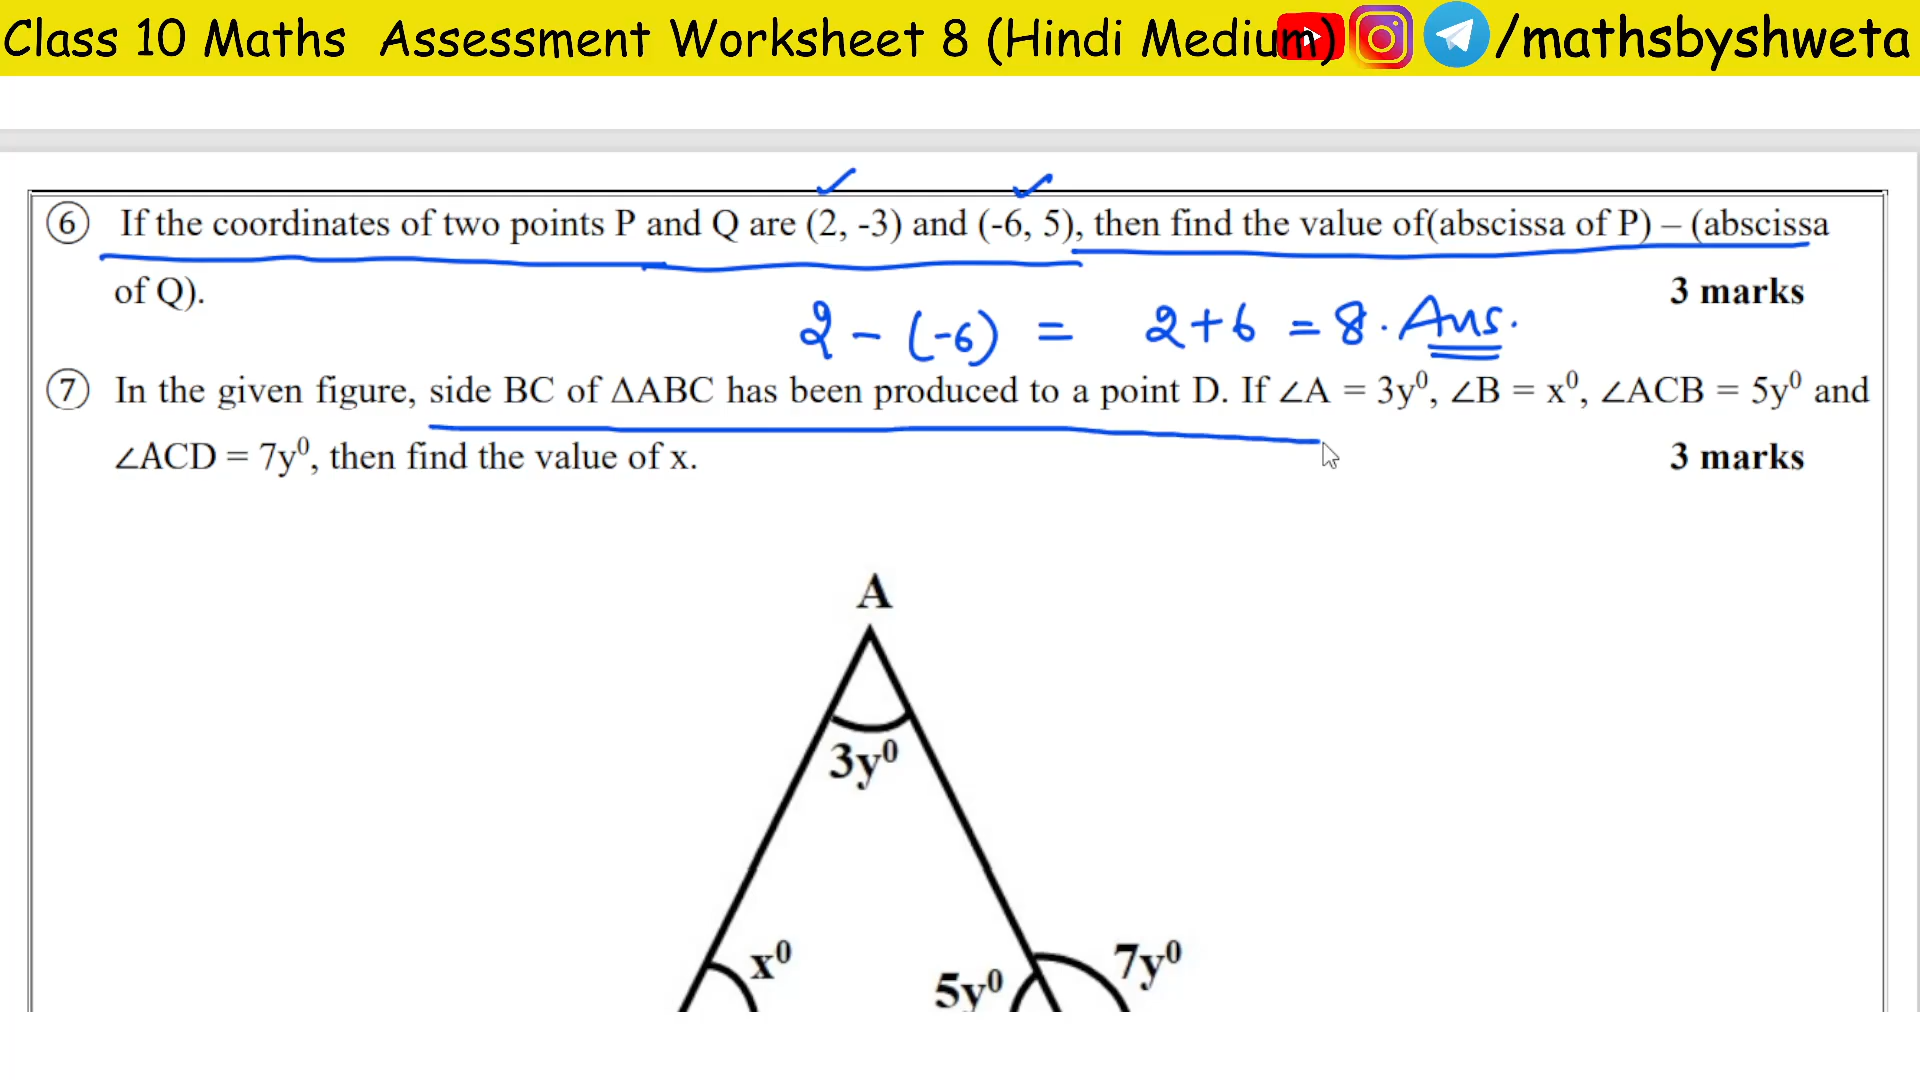 Class 10 Maths Assessment Worksheet 8 (Hindi Medium) /mathsbyshweta
⑥ If the coordinates of two points P and Q are (2, -3) and (-6, 5), then find the value of(abscissa of P) – (abscissa
of Q). 3 marks
2 - (-6) = 2+6 = 8. Ans.
⑦ In the given figure, side BC of ΔABC has been produced to a point D. If ∠A = 3y⁰, ∠B = x⁰, ∠ACB = 5y⁰ and
∠ACD = 7y⁰, then find the value of x. 3 marks
A
3y⁰
x⁰
5y⁰
7y⁰